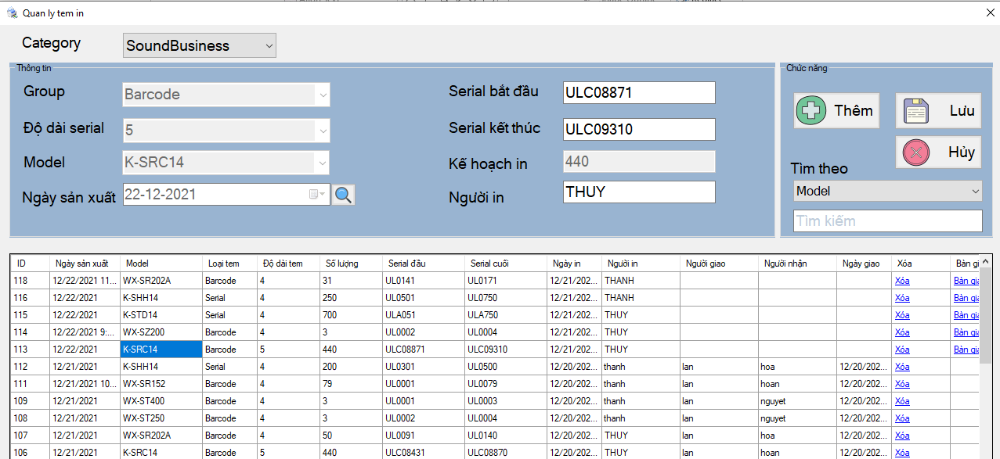 Quan ly tem in
Category SoundBusiness
Thông tin
Group Barcode
Độ dài serial 5
Model K-SRC14
Ngày sản xuất 22-12-2021
Serial bắt đầu ULC08871
Serial kết thúc ULC09310
Kế hoạch in 440
Người in THUY
Chức năng
Thêm Lưu
Hủy
Tìm theo
Model
Tìm kiếm
ID Ngày sản xuất Model Loại tem Độ dài tem Số lượng Serial đầu Serial cuối Ngày in Người in Người giao Người nhận Ngày giao Xóa Bàn gi
118 12/22/2021 11... WX-SR202A Barcode 4 31 UL0141 UL0171 12/21/202... THANH Xóa Bàn gia
116 12/22/2021 K-SHH14 Serial 4 250 UL0501 UL0750 12/21/202... THANH Xóa Bàn gia
115 12/22/2021 K-STD14 Serial 4 700 ULA051 ULA750 12/21/202... THUY Xóa Bàn gia
114 12/22/2021 9:... WX-SZ200 Barcode 4 3 UL0002 UL0004 12/21/202... THUY Xóa Bàn gia
113 12/22/2021 K-SRC14 Barcode 5 440 ULC08871 ULC09310 12/21/202... THUY Xóa Bàn gia
112 12/21/2021 K-SHH14 Serial 4 200 UL0301 UL0500 12/20/202... thanh lan hoa 12/20/202... Xóa
111 12/21/2021 10... WX-SR152 Barcode 4 79 UL0001 UL0079 12/20/202... thanh lan hoan 12/20/202... Xóa
109 12/21/2021 WX-ST400 Barcode 4 3 UL0001 UL0003 12/20/202... thanh lan nguyet 12/20/202... Xóa
108 12/21/2021 WX-ST250 Barcode 4 3 UL0002 UL0004 12/20/202... thanh lan nguyet 12/20/202... Xóa
107 12/21/2021 WX-SR202A Barcode 4 50 UL0091 UL0140 12/20/202... THUY lan hoa 12/20/202... Xóa
106 12/21/2021 K-SRC14 Barcode 5 440 ULC08431 ULC08870 12/20/202... THUY lan hoan 12/20/202... Xóa